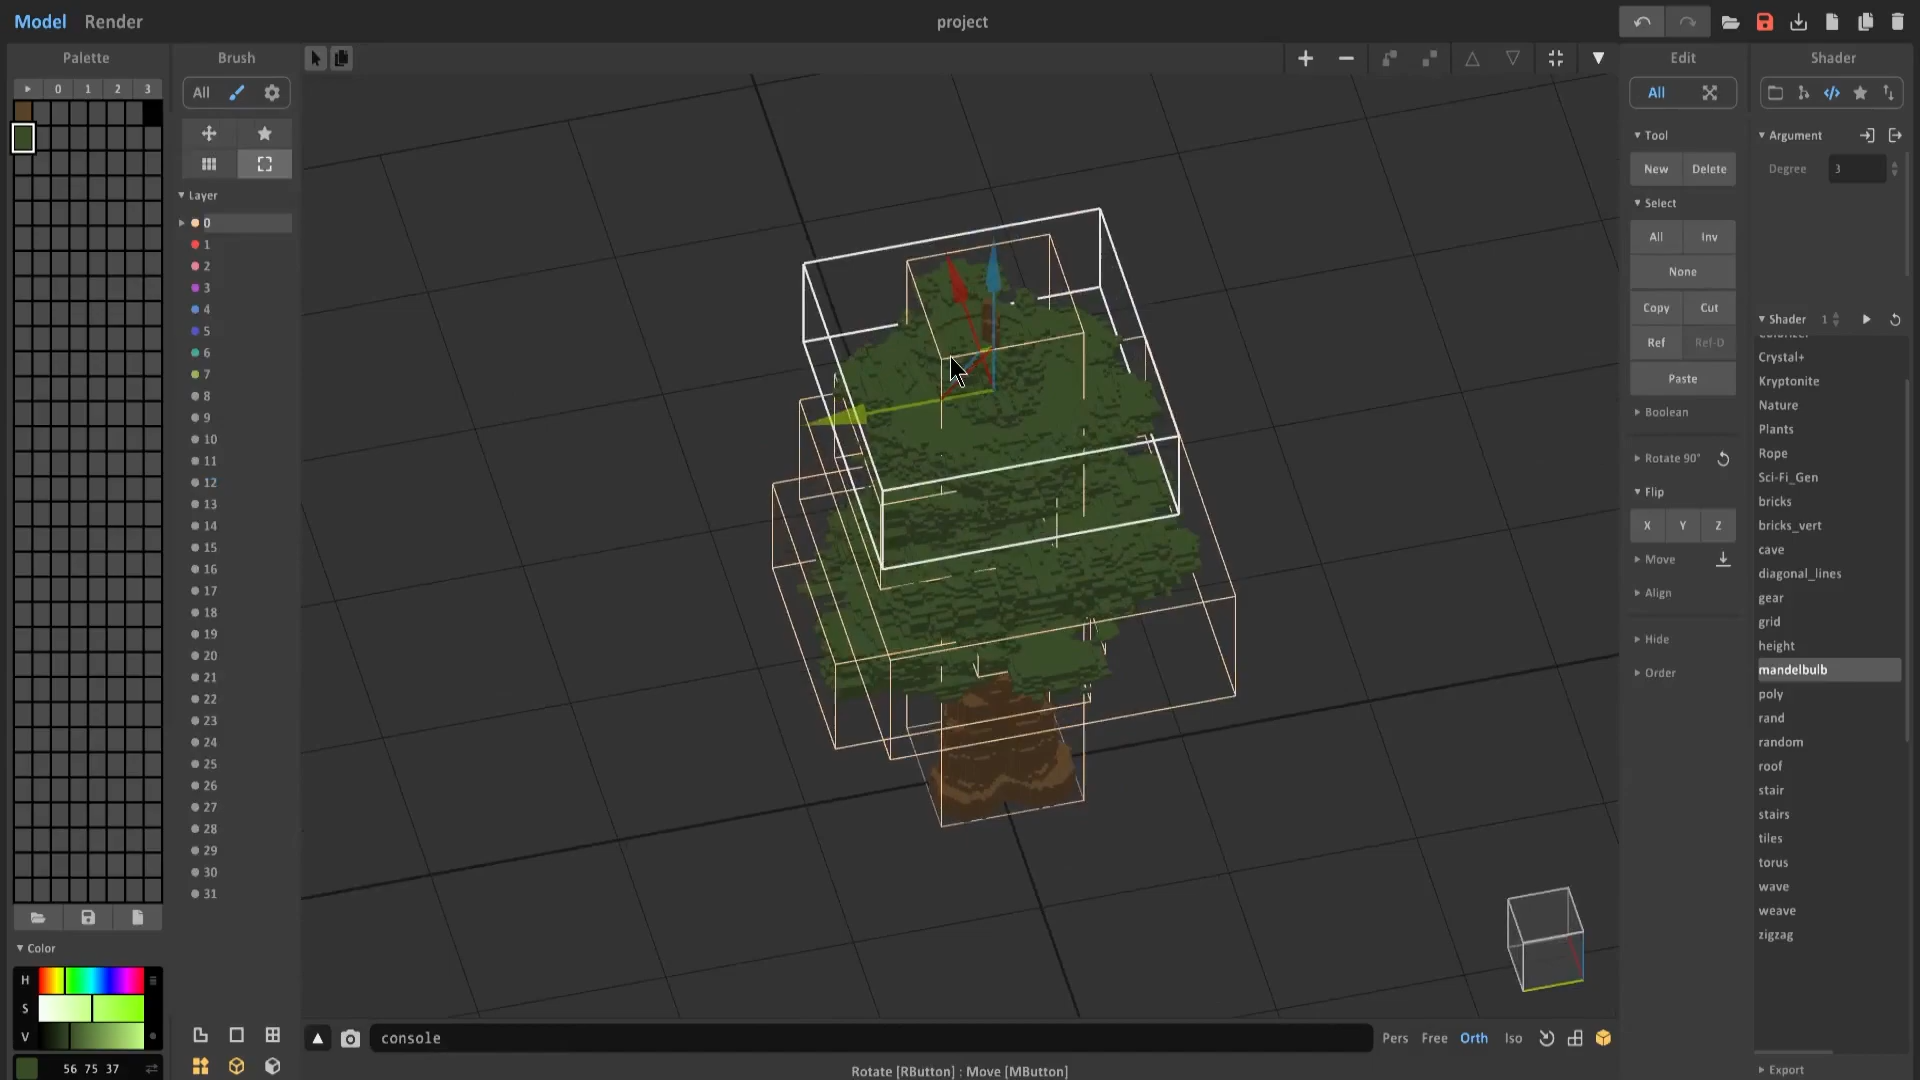 Model Render
project
Palette
0 1 2 3
Color
H
S
V
56 75 37
Brush
All
Layer
0
1
2
3
4
5
6
7
8
9
10
11
12
13
14
15
16
17
18
19
20
21
22
23
24
25
26
27
28
29
30
31
console
Pers Free Orth Iso
Rotate [RButton] : Move [MButton]
Edit
All
Tool
New Delete
Select
All Inv
None
Copy Cut
Ref Ref-D
Paste
Boolean
Rotate 90°
Flip
X Y Z
Move
Align
Hide
Order
Shader
Argument
Degree 3
Shader 1
Crystal+
Kryptonite
Nature
Plants
Rope
Sci-Fi_Gen
bricks
bricks_vert
cave
diagonal_lines
gear
grid
height
mandelbulb
poly
rand
random
roof
stair
stairs
tiles
torus
wave
weave
zigzag
Export